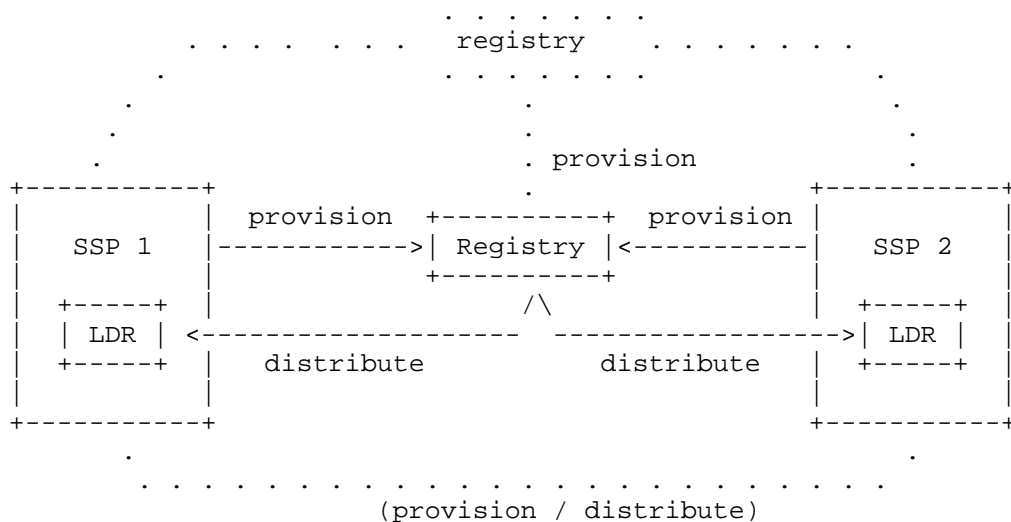 registry
provision
provision provision
SSP 1 Registry SSP 2
LDR LDR
distribute distribute
(provision / distribute)